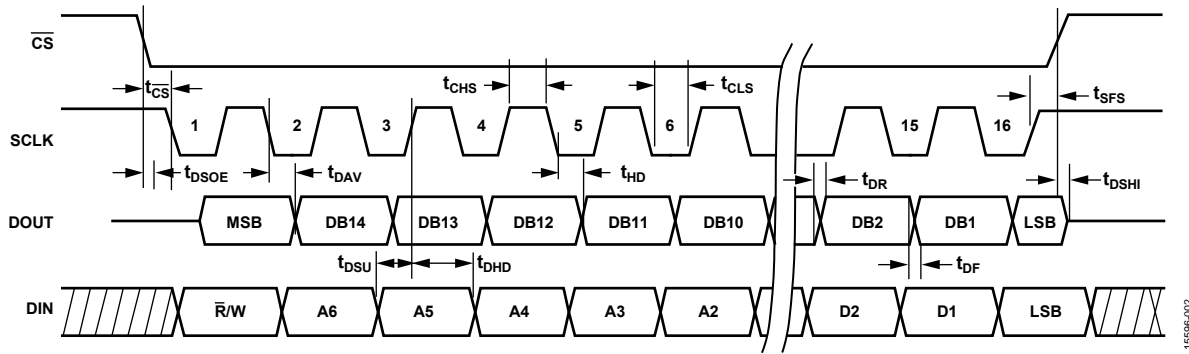 CS
tCS
tCHS
tCLS
tSFS
SCLK
1
2
3
4
5
6
15
16
tDSOE
tDAV
tHD
tDR
tDSHI
DOUT
MSB
DB14
DB13
DB12
DB11
DB10
DB2
DB1
LSB
tDSU
tDHD
tDF
DIN
R/W
A6
A5
A4
A3
A2
D2
D1
LSB
15596-002